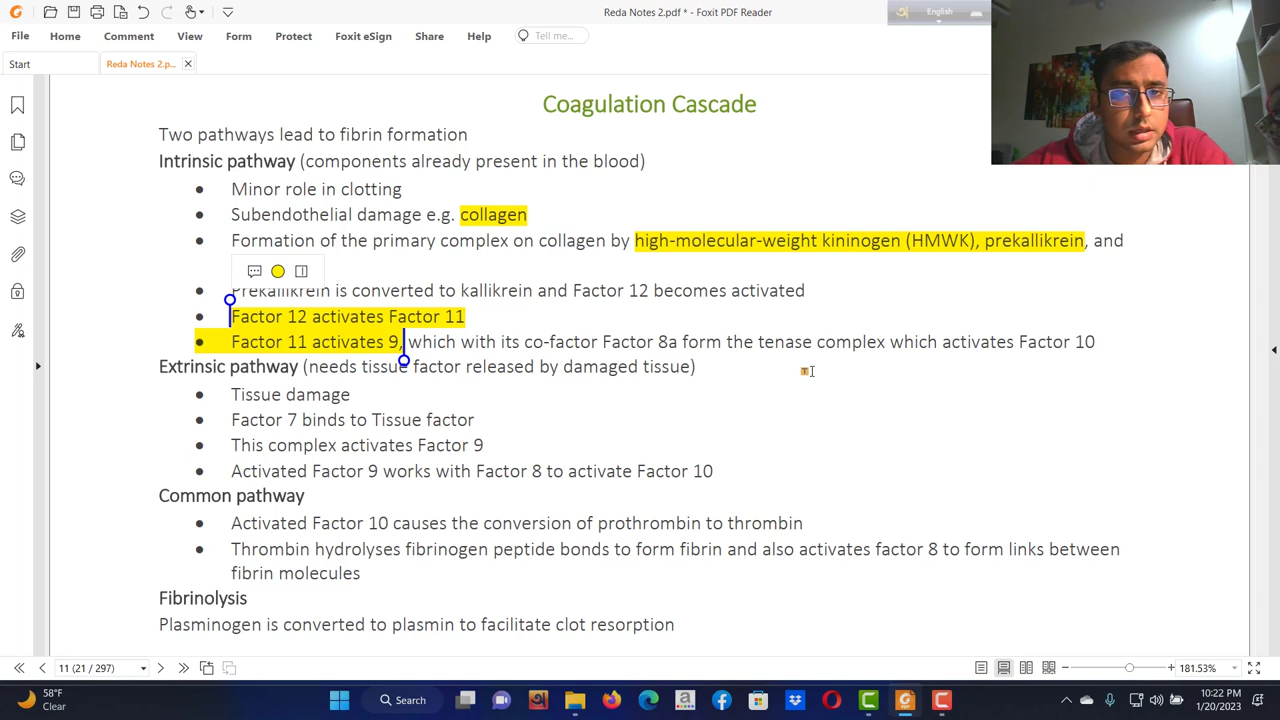 Reda Notes 2.pdf * - Foxit PDF Reader
English
File Home Comment View Form Protect Foxit eSign Share Help Tell me...
Start Reda Notes 2.p...
Coagulation Cascade
Two pathways lead to fibrin formation
Intrinsic pathway (components already present in the blood)
• Minor role in clotting
• Subendothelial damage e.g. collagen
• Formation of the primary complex on collagen by high-molecular-weight kininogen (HMWK), prekallikrein, and
• Prekallikrein is converted to kallikrein and Factor 12 becomes activated
• Factor 12 activates Factor 11
• Factor 11 activates 9, which with its co-factor Factor 8a form the tenase complex which activates Factor 10
Extrinsic pathway (needs tissue factor released by damaged tissue)
• Tissue damage
• Factor 7 binds to Tissue factor
• This complex activates Factor 9
• Activated Factor 9 works with Factor 8 to activate Factor 10
Common pathway
• Activated Factor 10 causes the conversion of prothrombin to thrombin
• Thrombin hydrolyses fibrinogen peptide bonds to form fibrin and also activates factor 8 to form links between
fibrin molecules
Fibrinolysis
Plasminogen is converted to plasmin to facilitate clot resorption
11 (21 / 297) 181.53%
58°F
Clear
Search
10:22 PM
1/20/2023